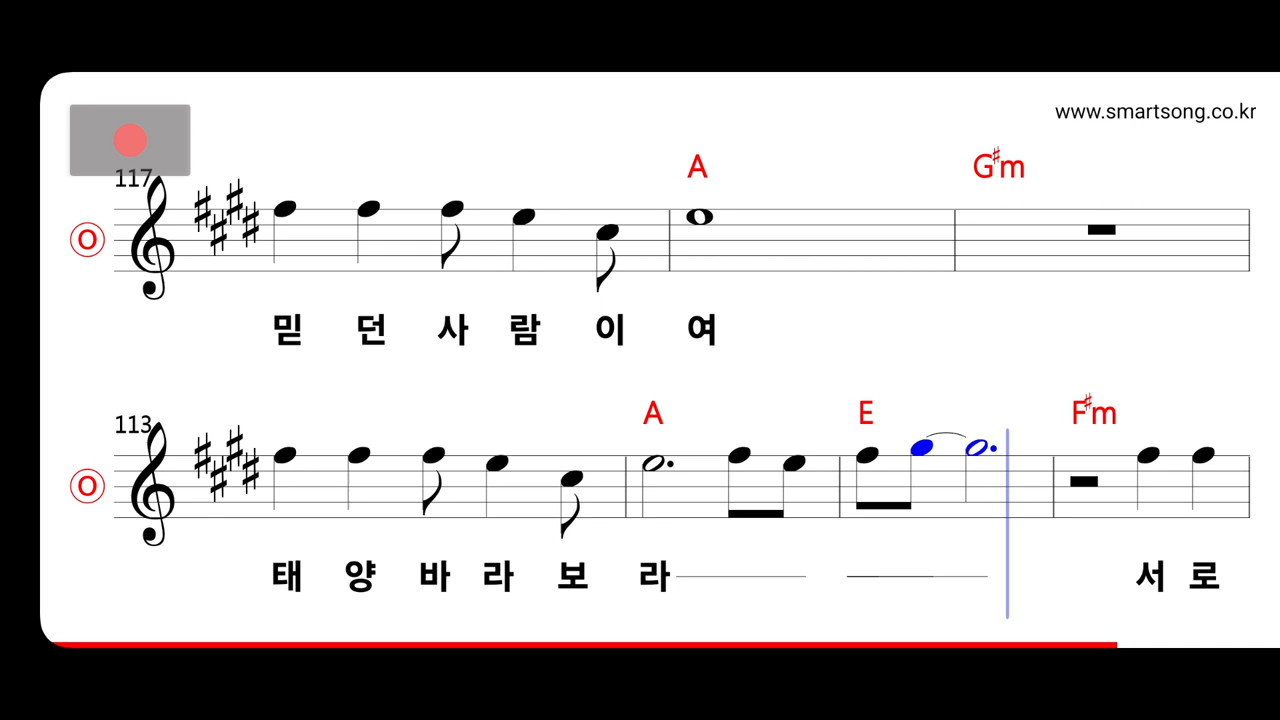 www.smartsong.co.kr
117
A G♯m
O
믿 던 사 람 이 여
113
A E F♯m
O
태 양 바 라 보 라 서 로